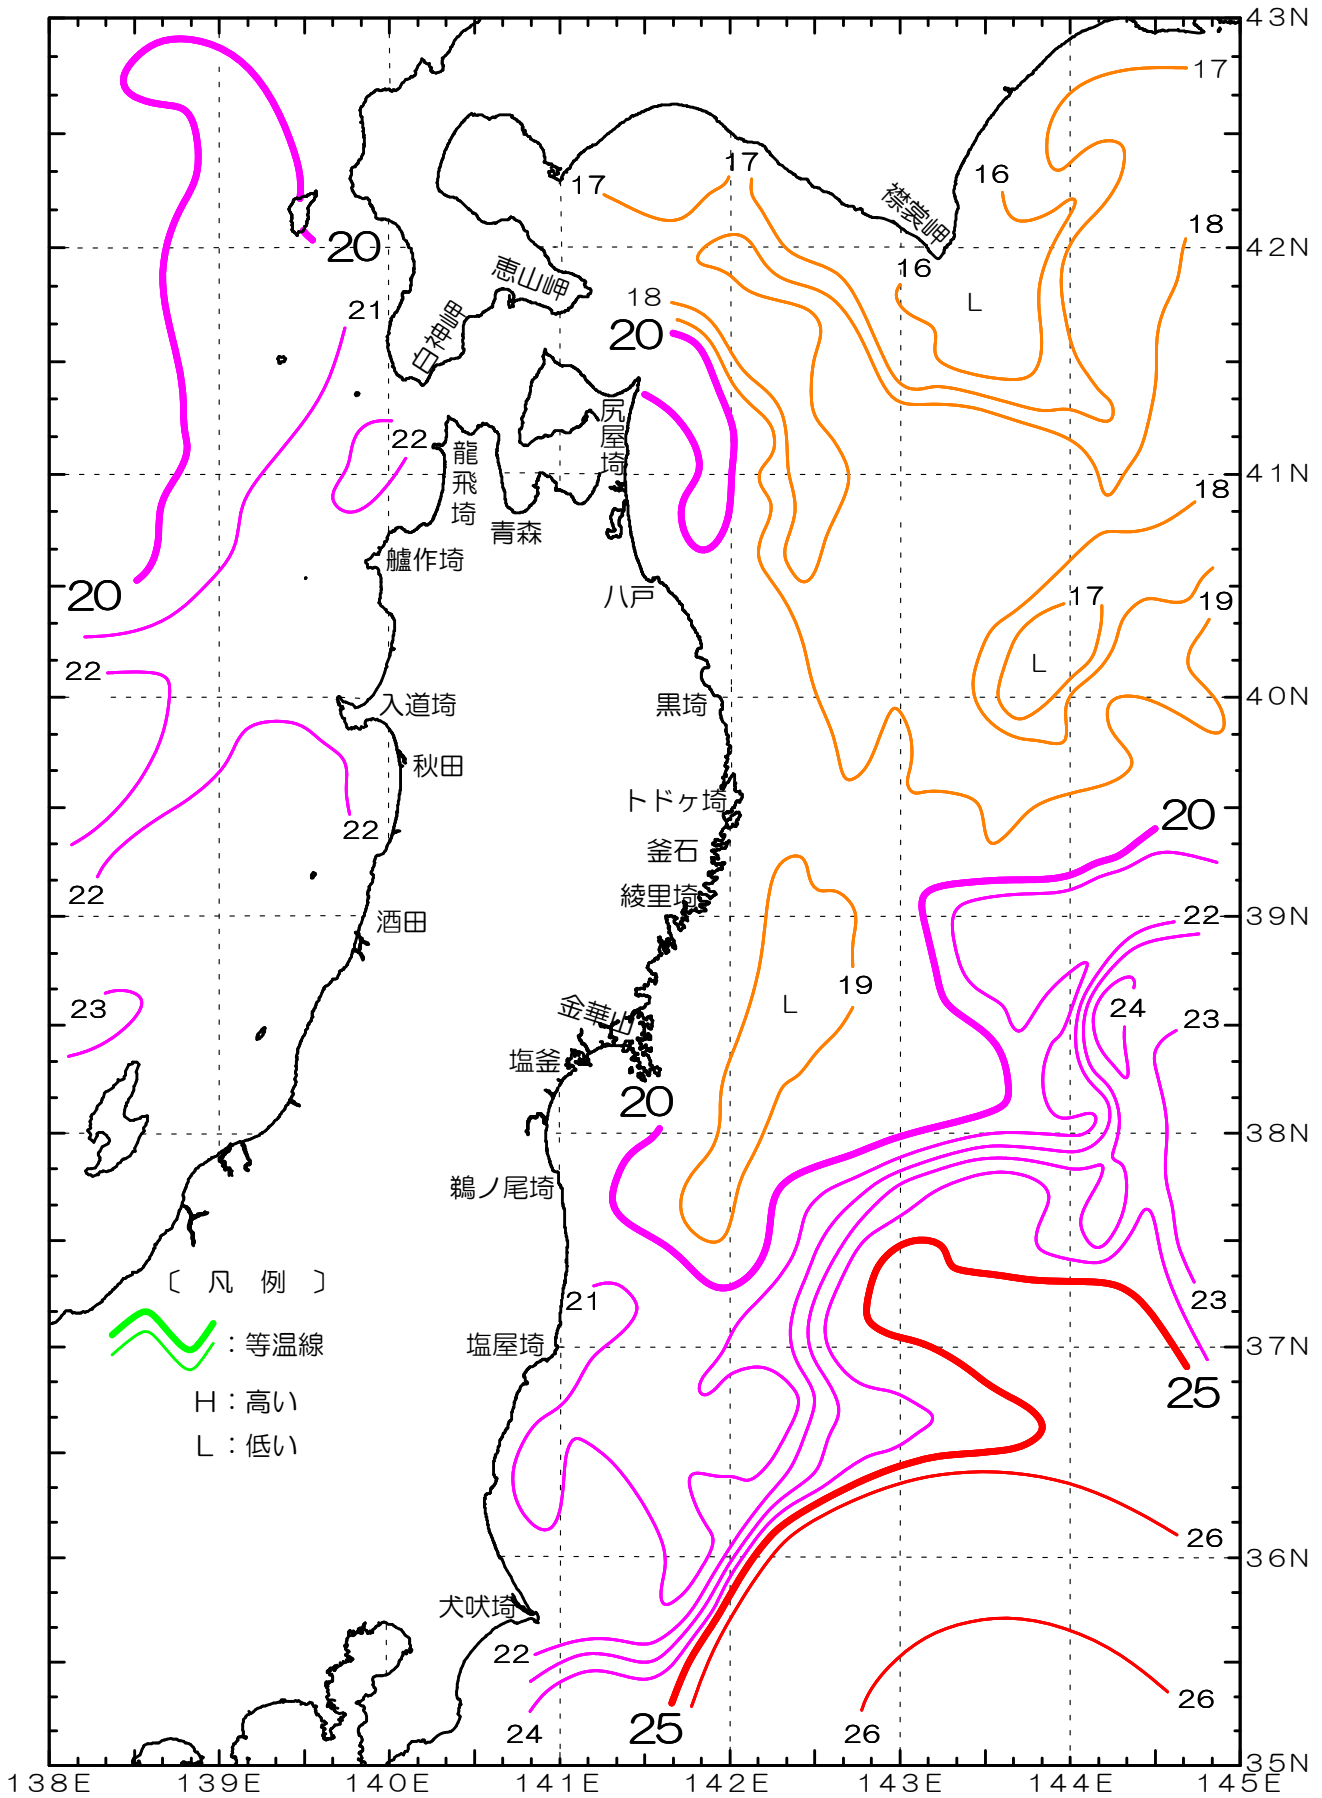 43N
17
17
17
16
襟裳岬
18
20
42N
恵山岬
16
L
21
18
白神岬
20
尻屋埼
22
龍飛埼
41N
18
青森
艫作埼
20
八戸
17
19
22
L
入道埼
黒埼
40N
秋田
トドヶ埼
20
22
釜石
22
綾里埼
酒田
22
39N
19
23
金華山
L
24
23
塩釜
20
38N
鵜ノ尾埼
〔 凡 例 〕
21
23
：等温線
塩屋埼
37N
25
H：高い
L：低い
26
36N
犬吠埼
22
26
24
25
26
35N
138E 139E 140E 141E 142E 143E 144E 145E